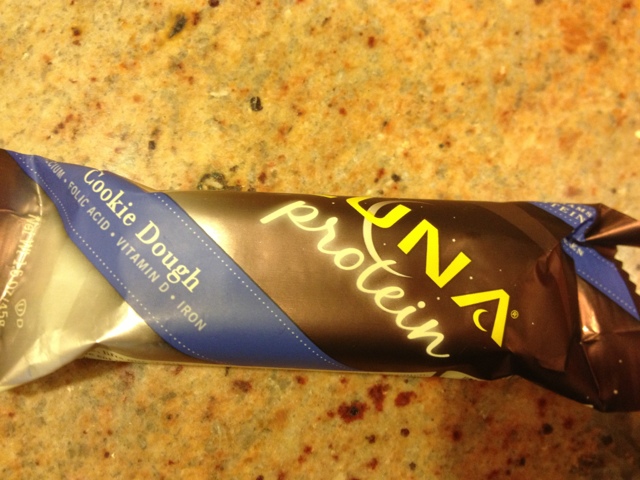 UNA®
protein
Cookie Dough
CIUM • FOLIC ACID • VITAMIN D • IRON